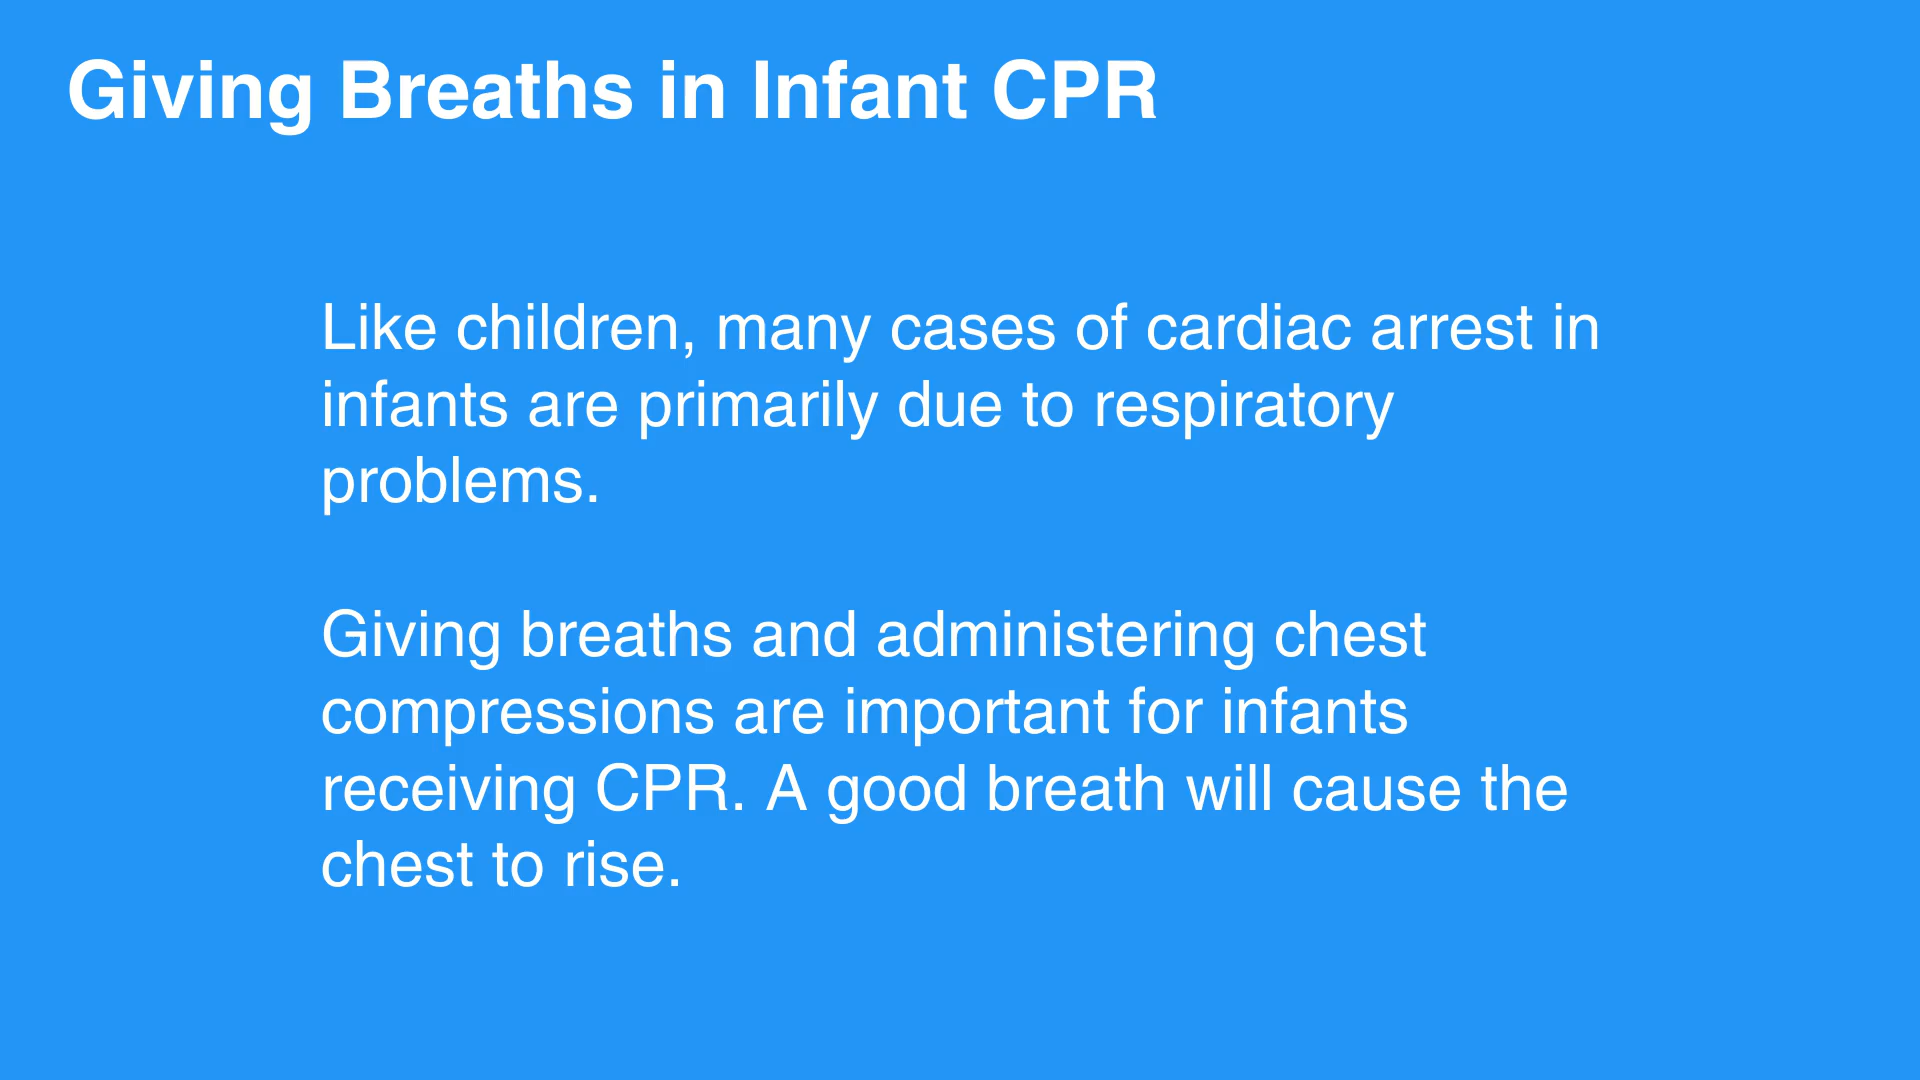 Giving Breaths in Infant CPR
Like children, many cases of cardiac arrest in
infants are primarily due to respiratory
problems.
Giving breaths and administering chest
compressions are important for infants
receiving CPR. A good breath will cause the
chest to rise.